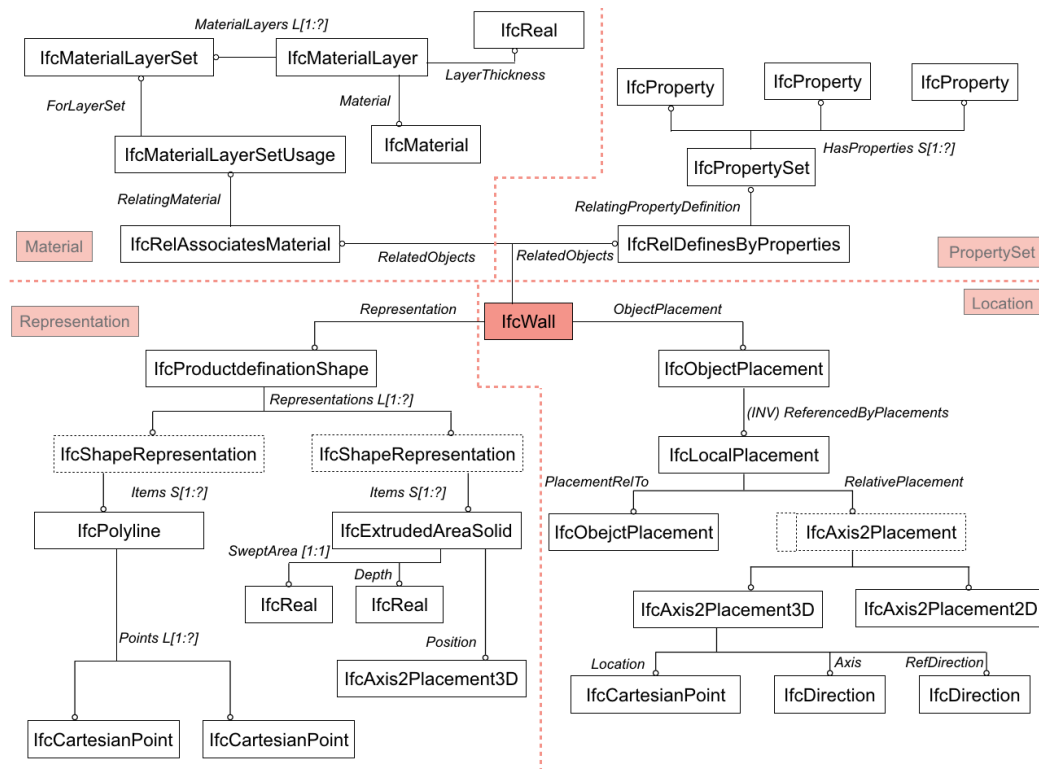 MaterialLayers L[1:?]
IfcReal
IfcMaterialLayerSet
IfcMaterialLayer
LayerThickness
ForLayerSet
Material
IfcMaterial
IfcMaterialLayerSetUsage
RelatingMaterial
IfcRelAssociatesMaterial
RelatedObjects
Material
IfcProperty
IfcProperty
IfcProperty
HasProperties S[1:?]
IfcPropertySet
RelatingPropertyDefinition
IfcRelDefinesByProperties
RelatedObjects
PropertySet
Representation
Representation
IfcWall
ObjectPlacement
Location
IfcProductdefinationShape
Representations L[1:?]
IfcShapeRepresentation
IfcShapeRepresentation
Items S[1:?]
Items S[1:?]
IfcPolyline
IfcExtrudedAreaSolid
SweptArea [1:1]
Depth
IfcReal
IfcReal
Points L[1:?]
Position
IfcAxis2Placement3D
IfcCartesianPoint
IfcCartesianPoint
IfcObjectPlacement
(INV) ReferencedByPlacements
IfcLocalPlacement
PlacementRelTo
RelativePlacement
IfcObejctPlacement
IfcAxis2Placement
IfcAxis2Placement3D
IfcAxis2Placement2D
Location
Axis
RefDirection
IfcCartesianPoint
IfcDirection
IfcDirection